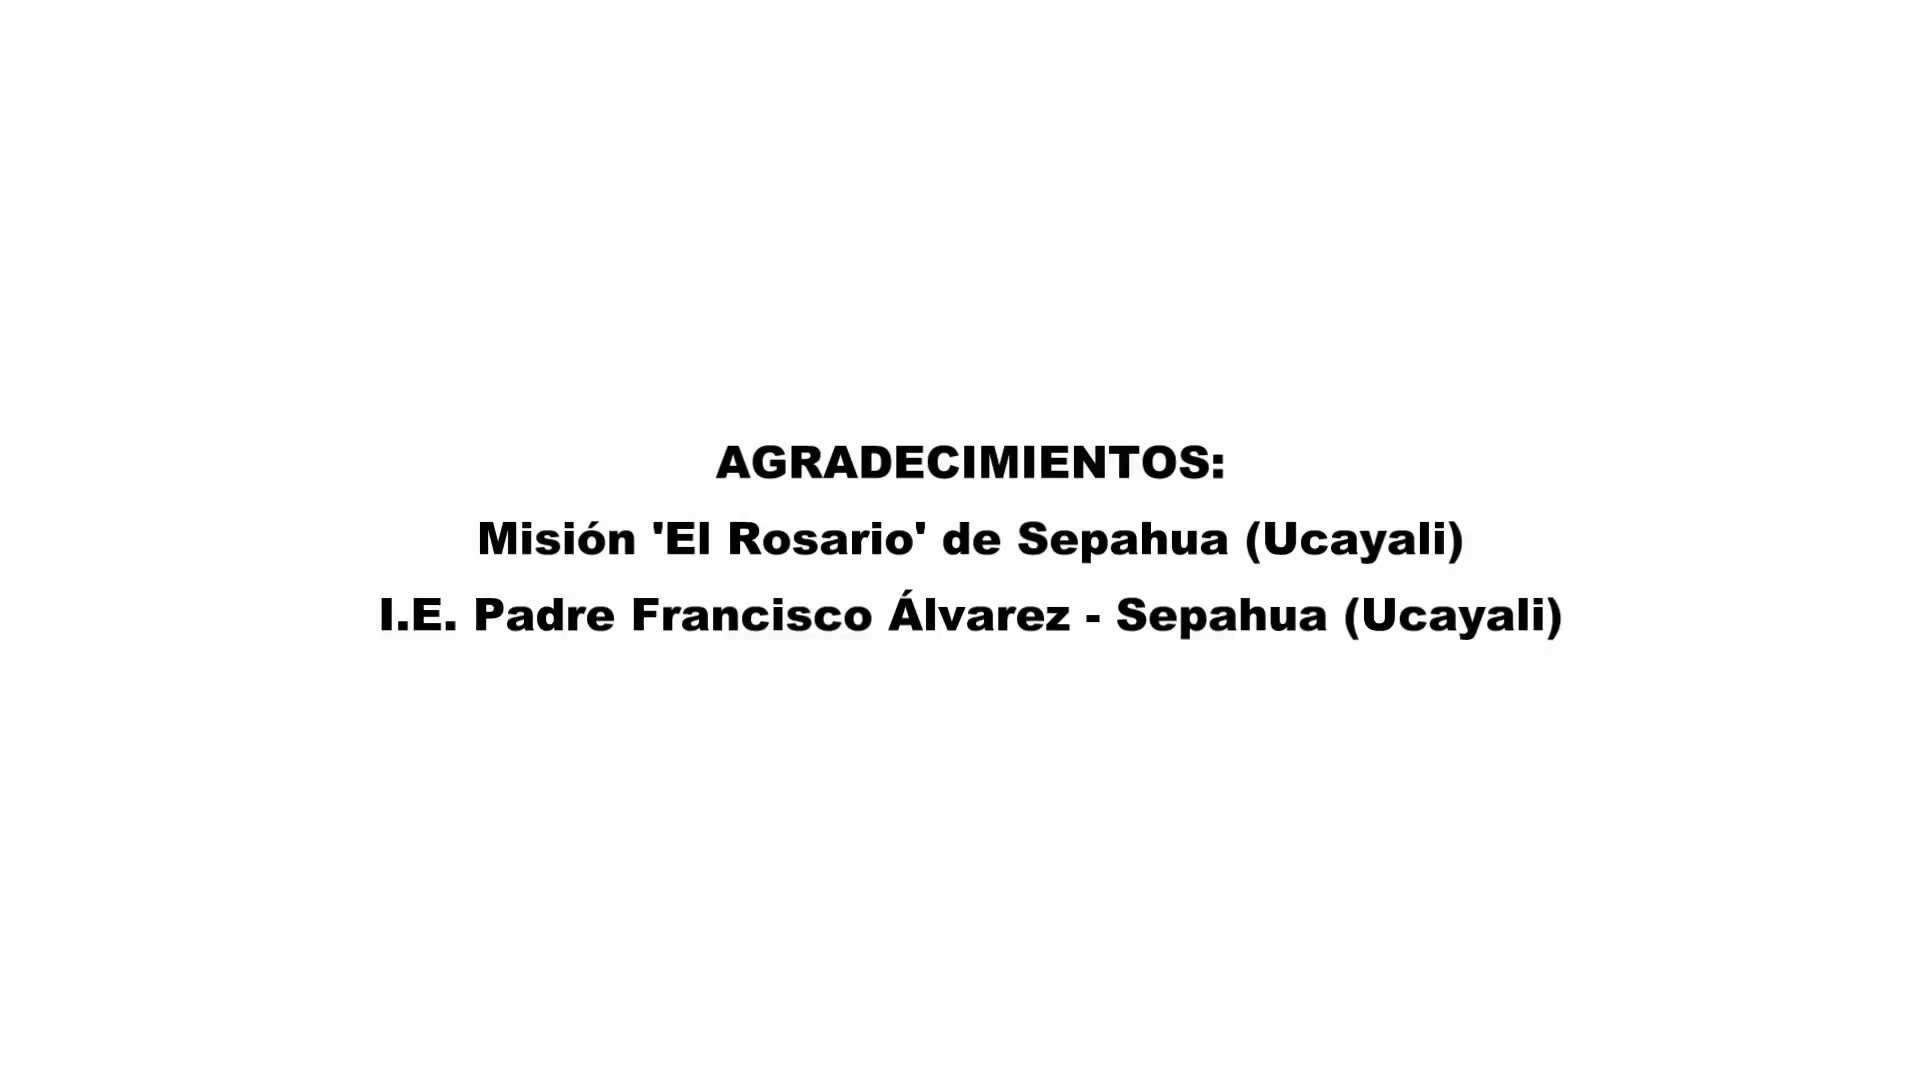 AGRADECIMIENTOS:
Misión 'El Rosario' de Sepahua (Ucayali)
I.E. Padre Francisco Álvarez - Sepahua (Ucayali)